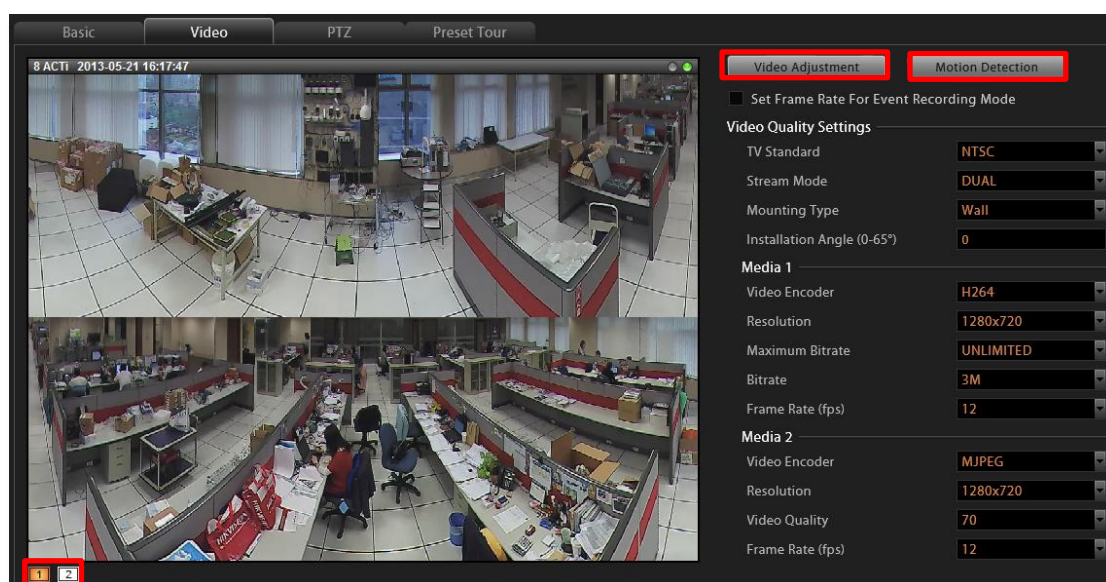 Basic Video PTZ Preset Tour
8 ACTi 2013-05-21 16:17:47
Video Adjustment Motion Detection
Set Frame Rate For Event Recording Mode
Video Quality Settings
TV Standard NTSC
Stream Mode DUAL
Mounting Type Wall
Installation Angle (0-65°) 0
Media 1
Video Encoder H264
Resolution 1280x720
Maximum Bitrate UNLIMITED
Bitrate 3M
Frame Rate (fps) 12
Media 2
Video Encoder MJPEG
Resolution 1280x720
Video Quality 70
Frame Rate (fps) 12
HIKVISION
1 2